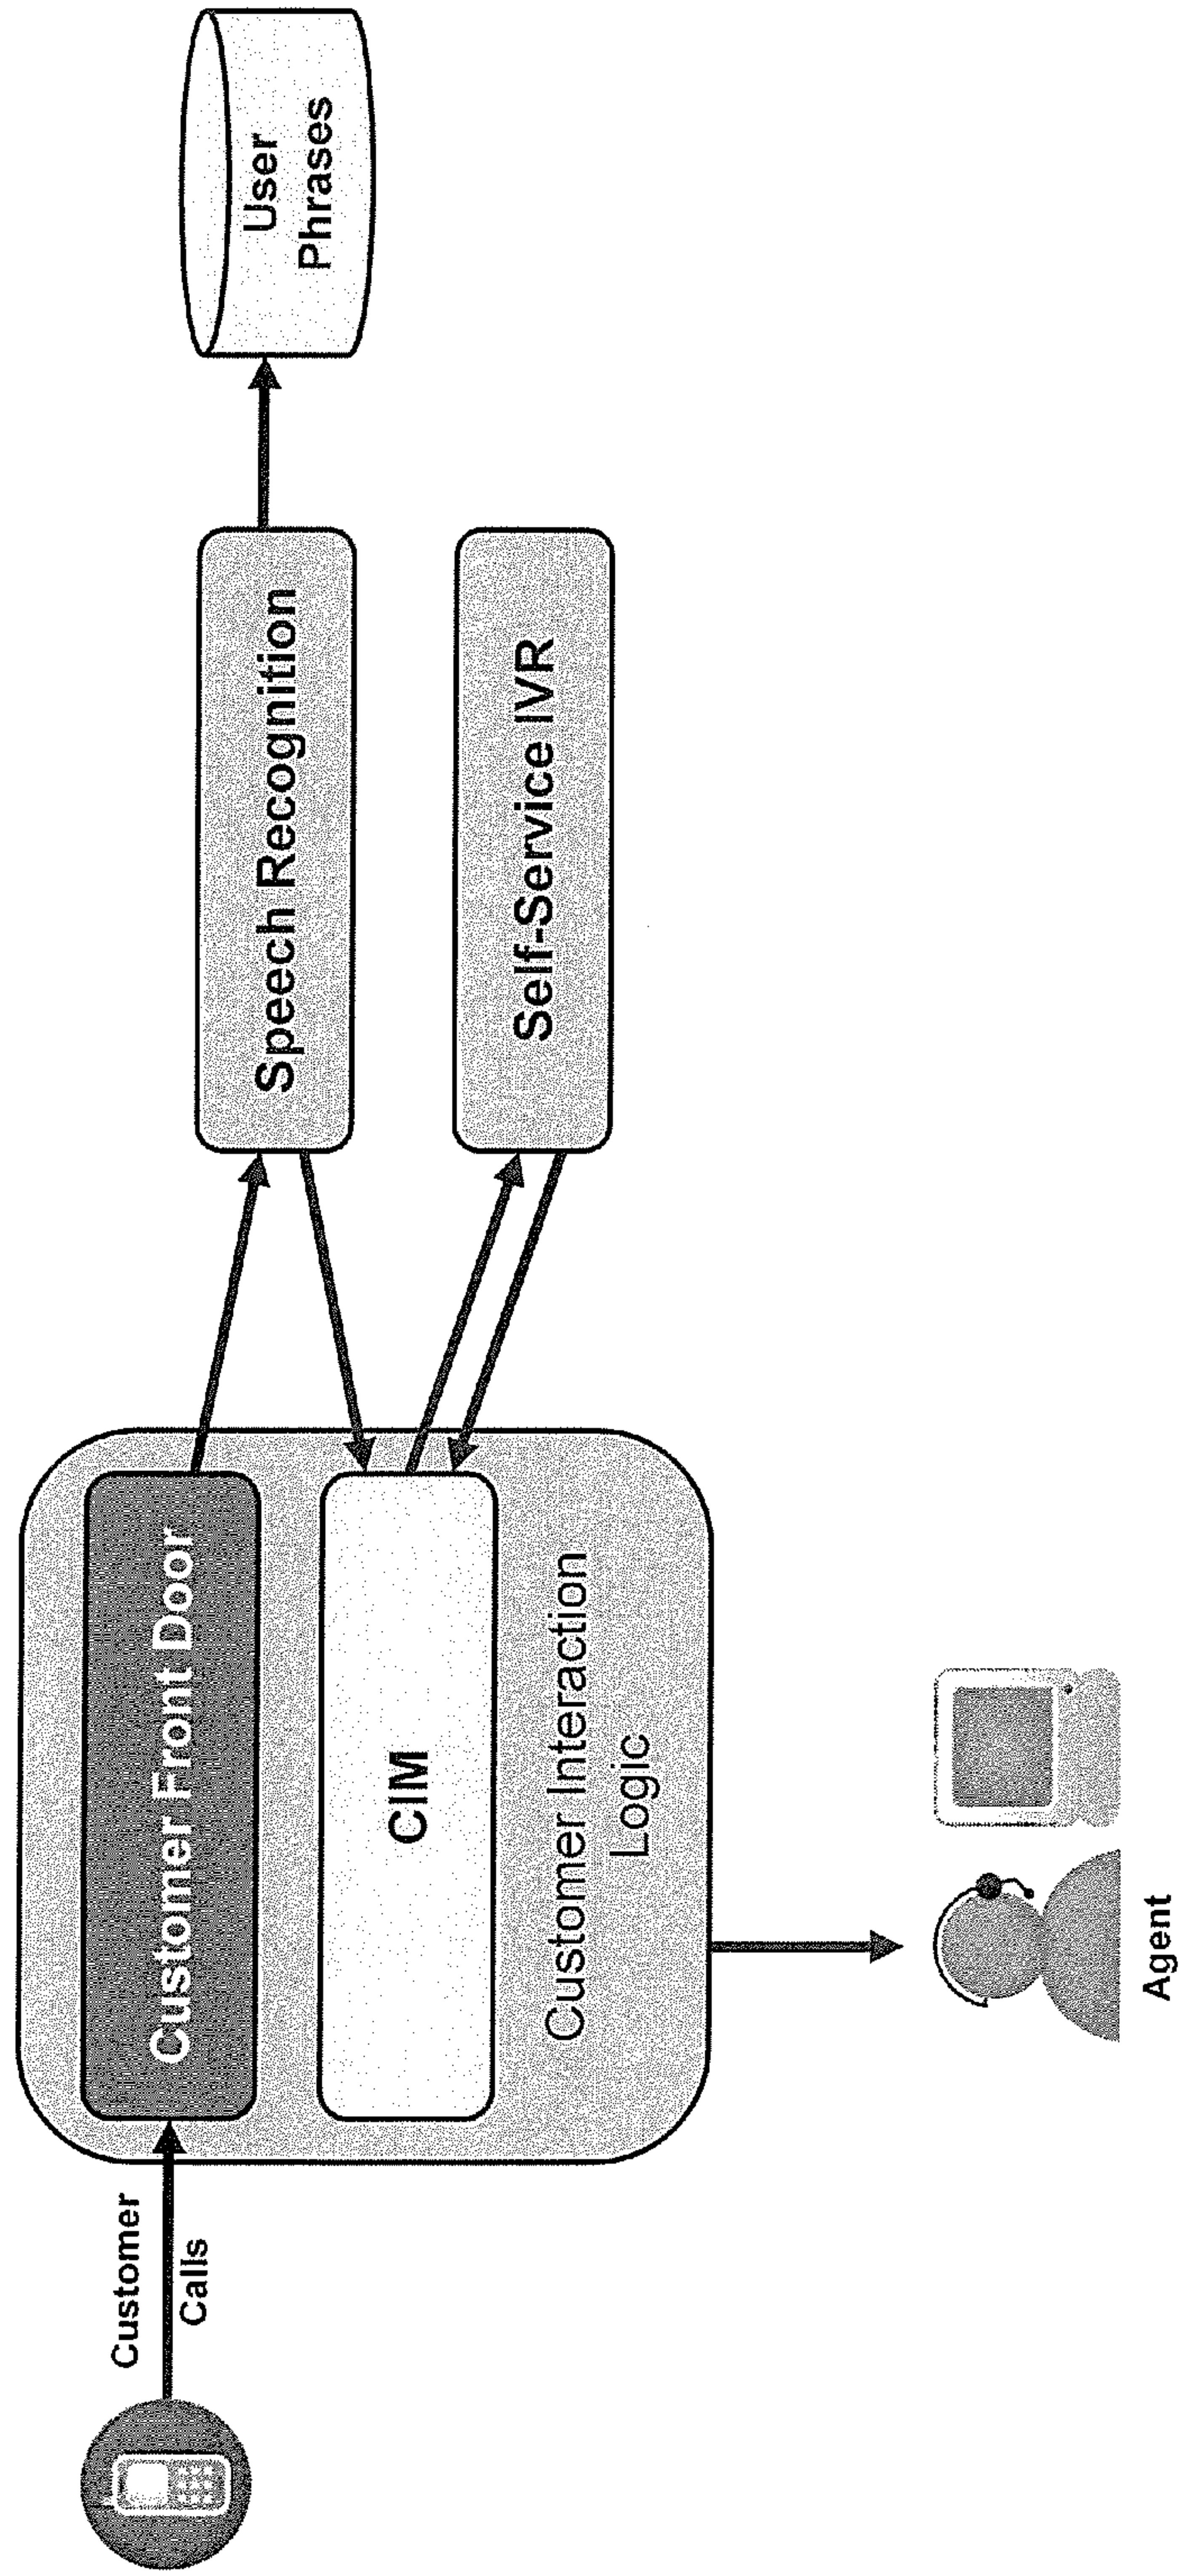 Customer
Calls
Customer Front Door
CIM
Customer Interaction
Logic
Speech Recognition
Self-Service IVR
User
Phrases
Agent